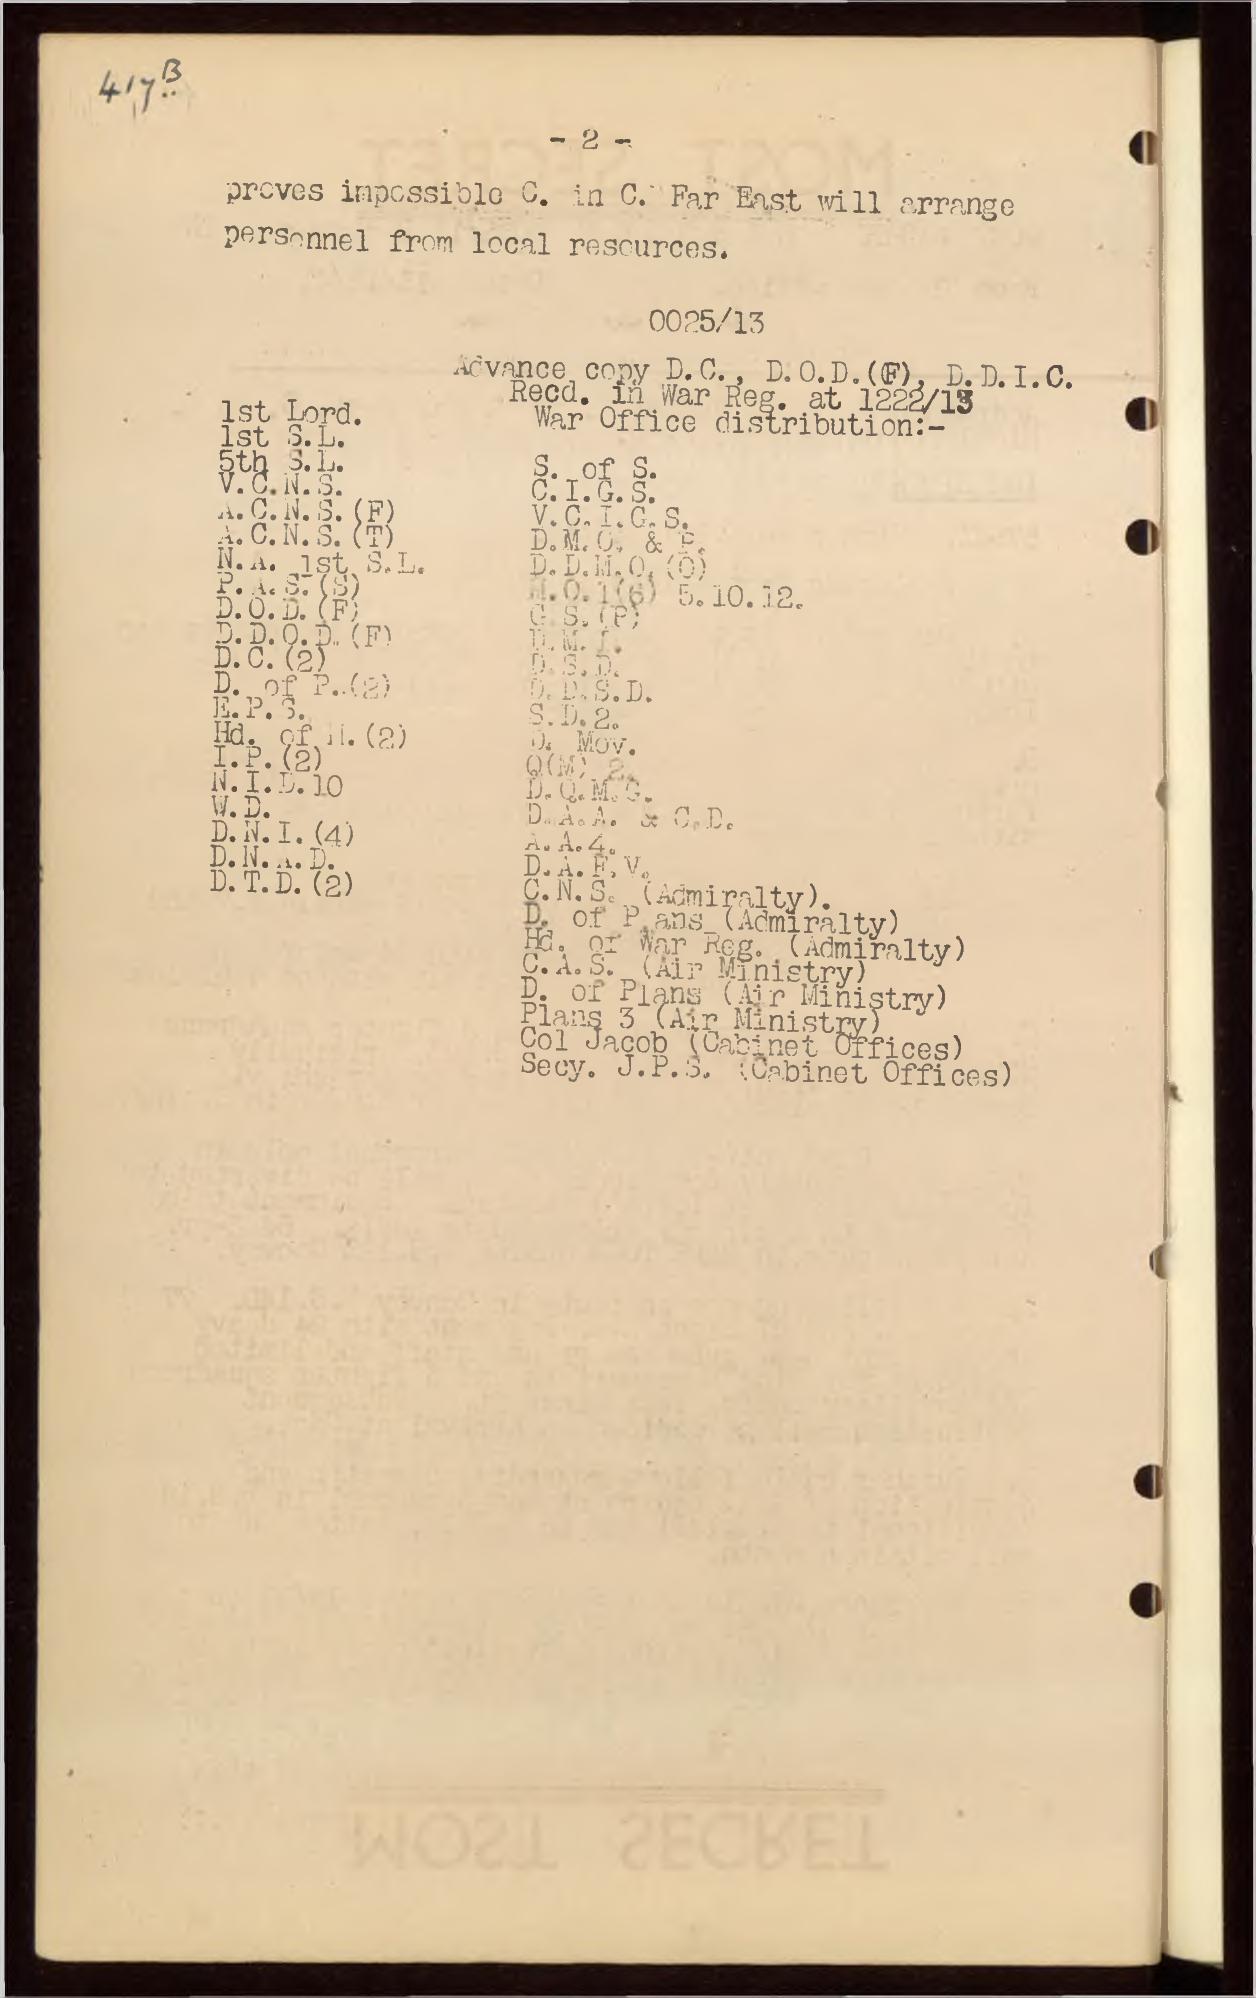 417B
- 2 -
proves impossible C. in C. Far East will arrange
personnel from local resources.
0025/13
Advance copy D.C., D.O.D.(F), D.D.I.C.
Recd. in War Reg. at 1222/13
War Office distribution:-
1st Lord.
1st S.L.
5th S.L.
V.C.N.S.
A.C.N.S.(F)
A.C.N.S.(T)
N.A. 1st S.L.
P.A.S.(S)
D.O.D.(F)
D.D.O.D.(F)
D.C.(2)
D. of P.(2)
E.P.S.
Hd. of M.(2)
I.P.(2)
N.I.D.10
W.D.
D.N.I.(4)
D.N.A.D.
D.T.D.(2)
S. of S.
C.I.G.S.
V.C.I.G.S.
D.M.O. & P.
D.D.M.O.(O)
M.O.1(6) 5.10.12.
G.S.(P)
D.M.I.
D.S.D.
D.D.S.D.
S.D.2.
D. Mov.
Q(M) 2.
D.Q.M.G.
D.A.A. & C.D.
A.A.4.
D.A.F.V.
C.N.S. (Admiralty).
D. of Plans (Admiralty)
Hd. of War Reg. (Admiralty)
C.A.S. (Air Ministry)
D. of Plans (Air Ministry)
Plans 3 (Air Ministry)
Col Jacob (Cabinet Offices)
Secy. J.P.S. (Cabinet Offices)
MOST SECRET